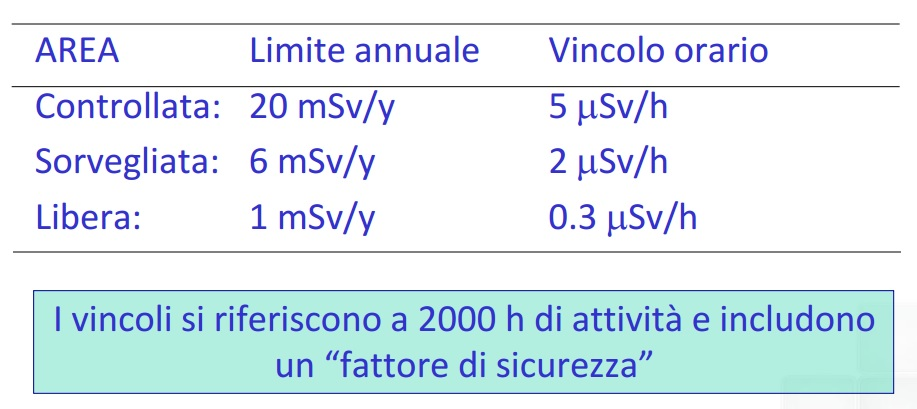 AREA Limite annuale Vincolo orario
Controllata: 20 mSv/y 5 μSv/h
Sorvegliata: 6 mSv/y 2 μSv/h
Libera: 1 mSv/y 0.3 μSv/h
I vincoli si riferiscono a 2000 h di attività e includono
un “fattore di sicurezza”